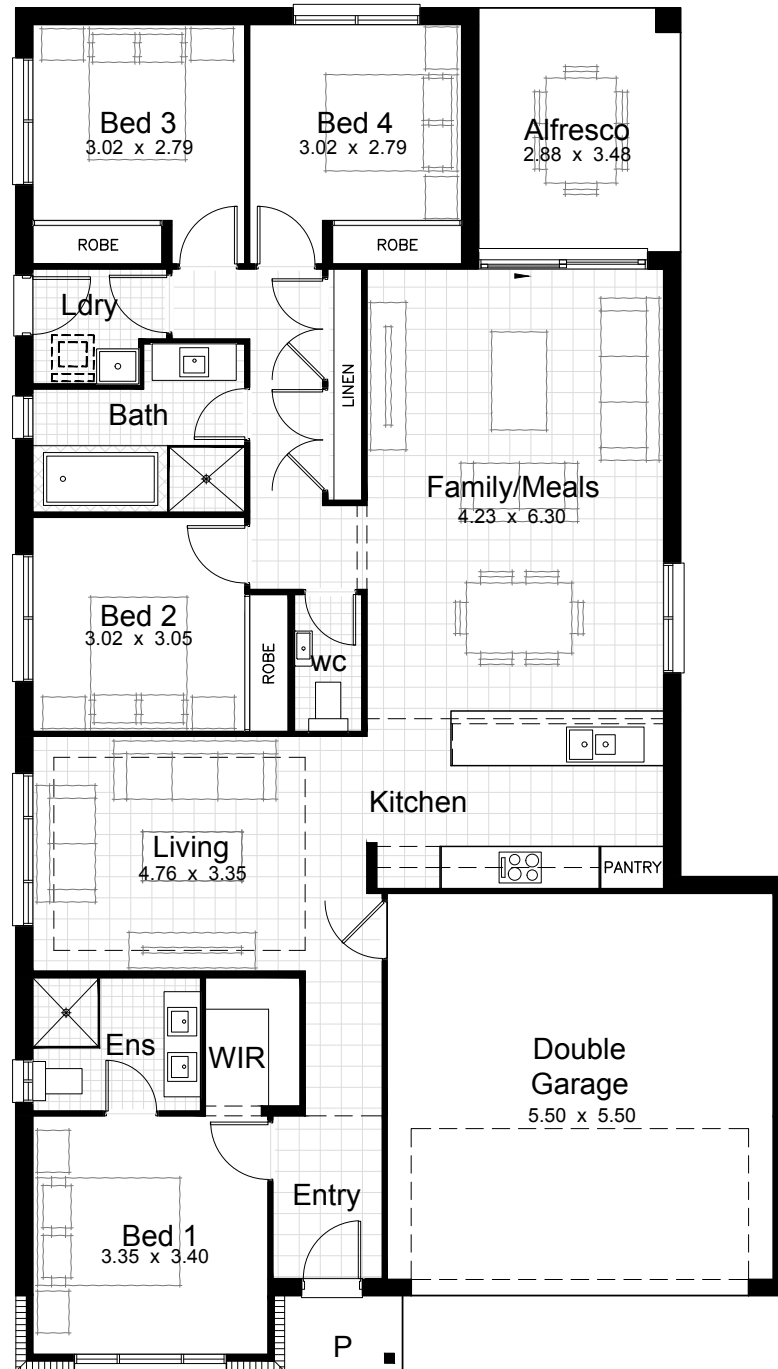 Bed 3
3.02 x 2.79
Bed 4
3.02 x 2.79
Alfresco
2.88 x 3.48
ROBE
ROBE
Ldry
LINEN
Bath
Family/Meals
4.23 x 6.30
Bed 2
3.02 x 3.05
ROBE
WC
Kitchen
Living
4.76 x 3.35
PANTRY
Ens
WIR
Double
Garage
5.50 x 5.50
Entry
Bed 1
3.35 x 3.40
P